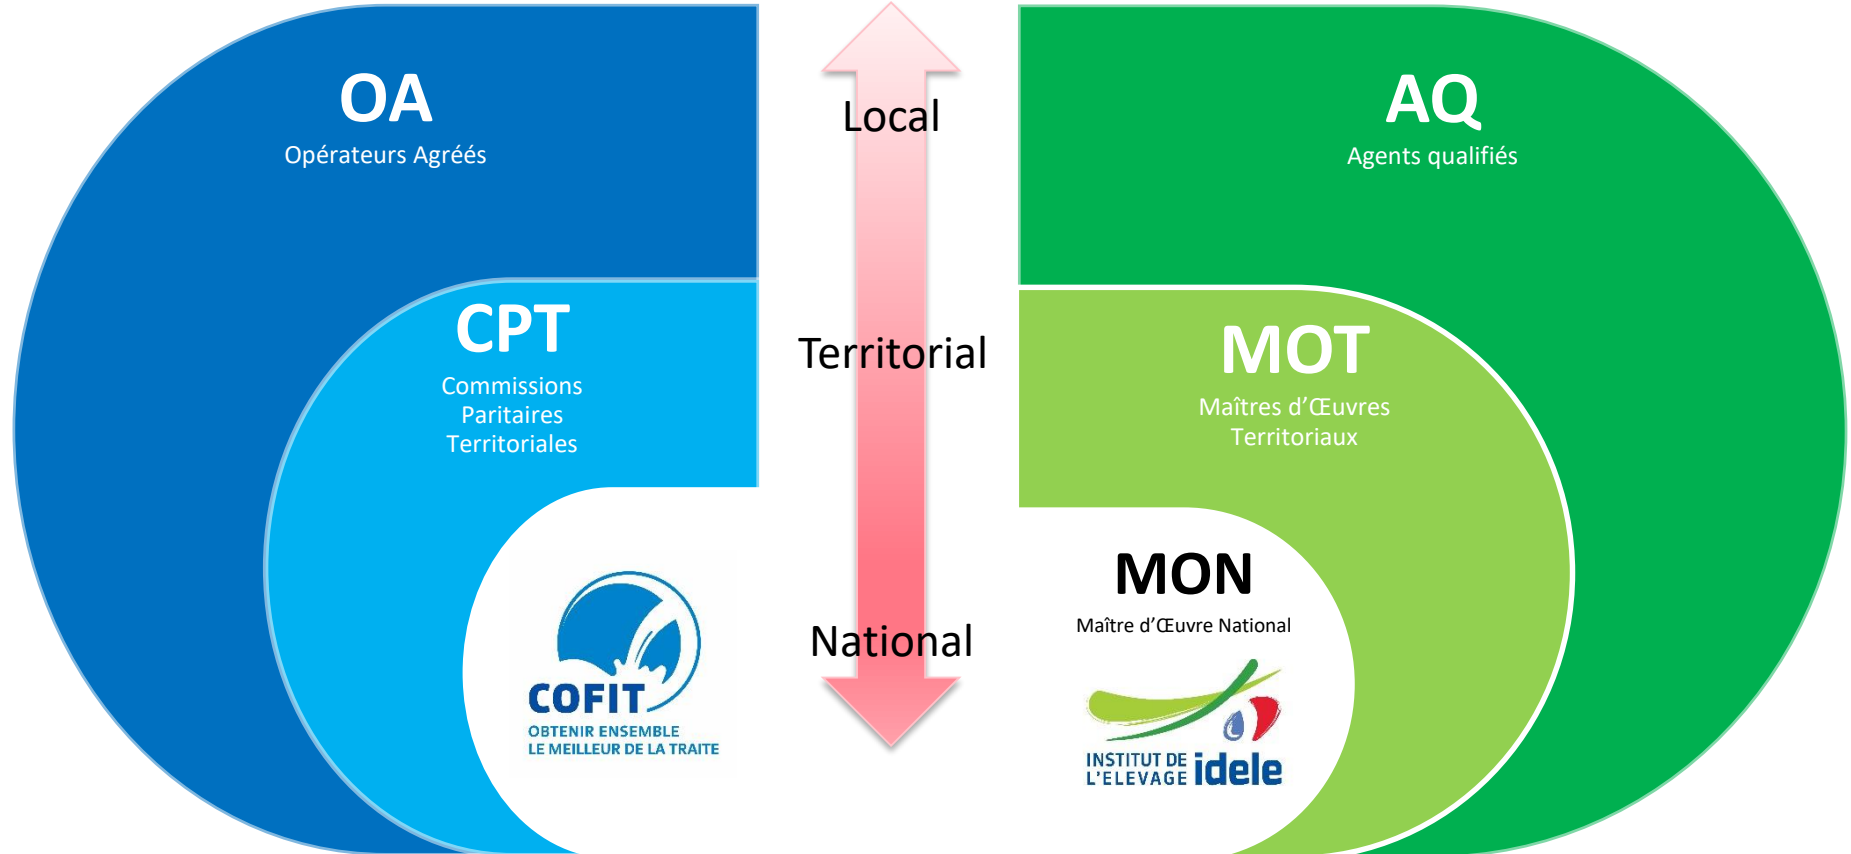 OA
Opérateurs Agréés
CPT
Commissions
Paritaires
Territoriales
COFIT
OBTENIR ENSEMBLE
LE MEILLEUR DE LA TRAITE
Local
Territorial
National
AQ
Agents qualifiés
MOT
Maîtres d’Œuvres
Territoriaux
MON
Maître d’Œuvre National
INSTITUT DE
L'ELEVAGE idele